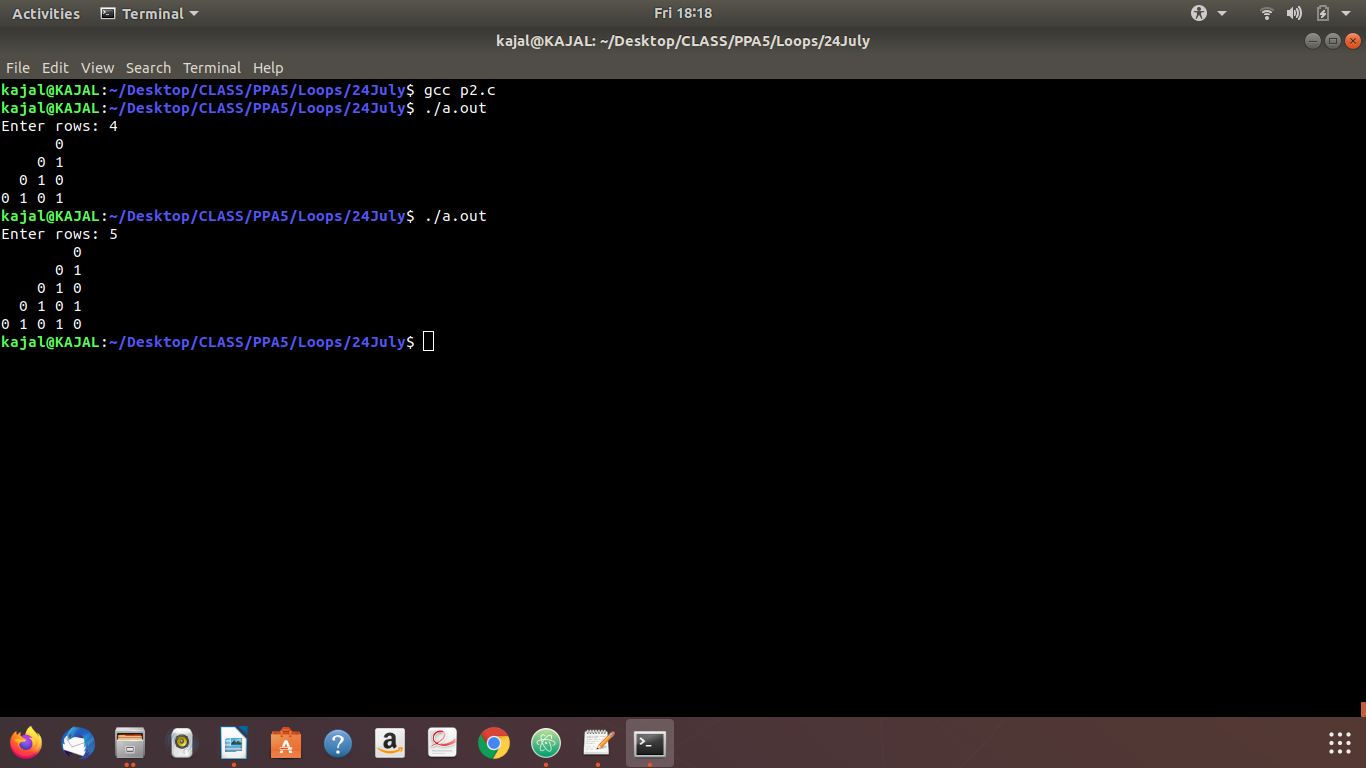 Activities Terminal Fri 18:18
kajal@KAJAL: ~/Desktop/CLASS/PPA5/Loops/24July
File Edit View Search Terminal Help
kajal@KAJAL:~/Desktop/CLASS/PPA5/Loops/24July$ gcc p2.c
kajal@KAJAL:~/Desktop/CLASS/PPA5/Loops/24July$ ./a.out
Enter rows: 4
      0
    0 1
  0 1 0
0 1 0 1
kajal@KAJAL:~/Desktop/CLASS/PPA5/Loops/24July$ ./a.out
Enter rows: 5
        0
      0 1
    0 1 0
  0 1 0 1
0 1 0 1 0
kajal@KAJAL:~/Desktop/CLASS/PPA5/Loops/24July$